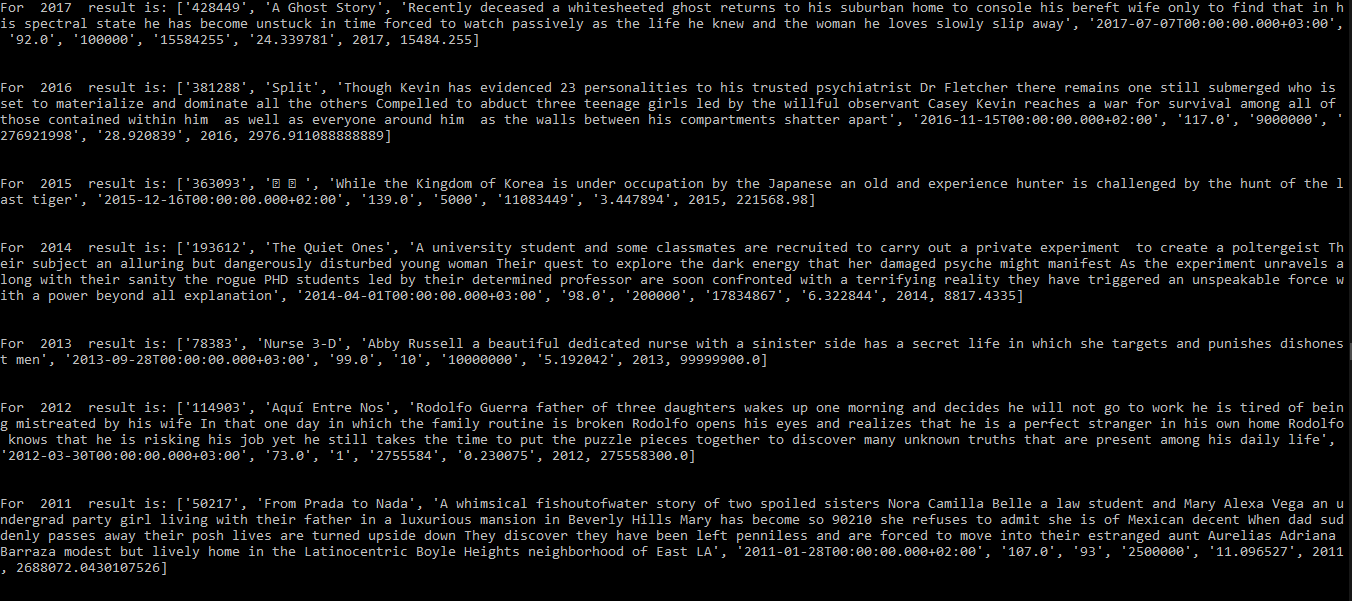 For  2017  result is: ['428449', 'A Ghost Story', 'Recently deceased a whitesheeted ghost returns to his suburban home to console his bereft wife only to find that in h
is spectral state he has become unstuck in time forced to watch passively as the life he knew and the woman he loves slowly slip away', '2017-07-07T00:00:00.000+03:00',
 '92.0', '100000', '15584255', '24.339781', 2017, 15484.255]
For  2016  result is: ['381288', 'Split', 'Though Kevin has evidenced 23 personalities to his trusted psychiatrist Dr Fletcher there remains one still submerged who is
set to materialize and dominate all the others Compelled to abduct three teenage girls led by the willful observant Casey Kevin reaches a war for survival among all of
those contained within him  as well as everyone around him  as the walls between his compartments shatter apart', '2016-11-15T00:00:00.000+02:00', '117.0', '9000000', '
276921998', '28.920839', 2016, 2976.911088888889]
For  2015  result is: ['363093', ' ', 'While the Kingdom of Korea is under occupation by the Japanese an old and experience hunter is challenged by the hunt of the l
ast tiger', '2015-12-16T00:00:00.000+02:00', '139.0', '5000', '11083449', '3.447894', 2015, 221568.98]
For  2014  result is: ['193612', 'The Quiet Ones', 'A university student and some classmates are recruited to carry out a private experiment  to create a poltergeist Th
eir subject an alluring but dangerously disturbed young woman Their quest to explore the dark energy that her damaged psyche might manifest As the experiment unravels a
long with their sanity the rogue PHD students led by their determined professor are soon confronted with a terrifying reality they have triggered an unspeakable force w
ith a power beyond all explanation', '2014-04-01T00:00:00.000+03:00', '98.0', '200000', '17834867', '6.322844', 2014, 8817.4335]
For  2013  result is: ['78383', 'Nurse 3-D', 'Abby Russell a beautiful dedicated nurse with a sinister side has a secret life in which she targets and punishes dishones
t men', '2013-09-28T00:00:00.000+03:00', '99.0', '10', '10000000', '5.192042', 2013, 99999900.0]
For  2012  result is: ['114903', 'Aquí Entre Nos', 'Rodolfo Guerra father of three daughters wakes up one morning and decides he will not go to work he is tired of bein
g mistreated by his wife In that one day in which the family routine is broken Rodolfo opens his eyes and realizes that he is a perfect stranger in his own home Rodolfo
 knows that he is risking his job yet he still takes the time to put the puzzle pieces together to discover many unknown truths that are present among his daily life',
'2012-03-30T00:00:00.000+03:00', '73.0', '1', '2755584', '0.230075', 2012, 275558300.0]
For  2011  result is: ['50217', 'From Prada to Nada', 'A whimsical fishoutofwater story of two spoiled sisters Nora Camilla Belle a law student and Mary Alexa Vega an u
ndergrad party girl living with their father in a luxurious mansion in Beverly Hills Mary has become so 90210 she refuses to admit she is of Mexican decent When dad sud
denly passes away their posh lives are turned upside down They discover they have been left penniless and are forced to move into their estranged aunt Aurelias Adriana
Barraza modest but lively home in the Latinocentric Boyle Heights neighborhood of East LA', '2011-01-28T00:00:00.000+02:00', '107.0', '93', '2500000', '11.096527', 2011
, 2688072.0430107526]